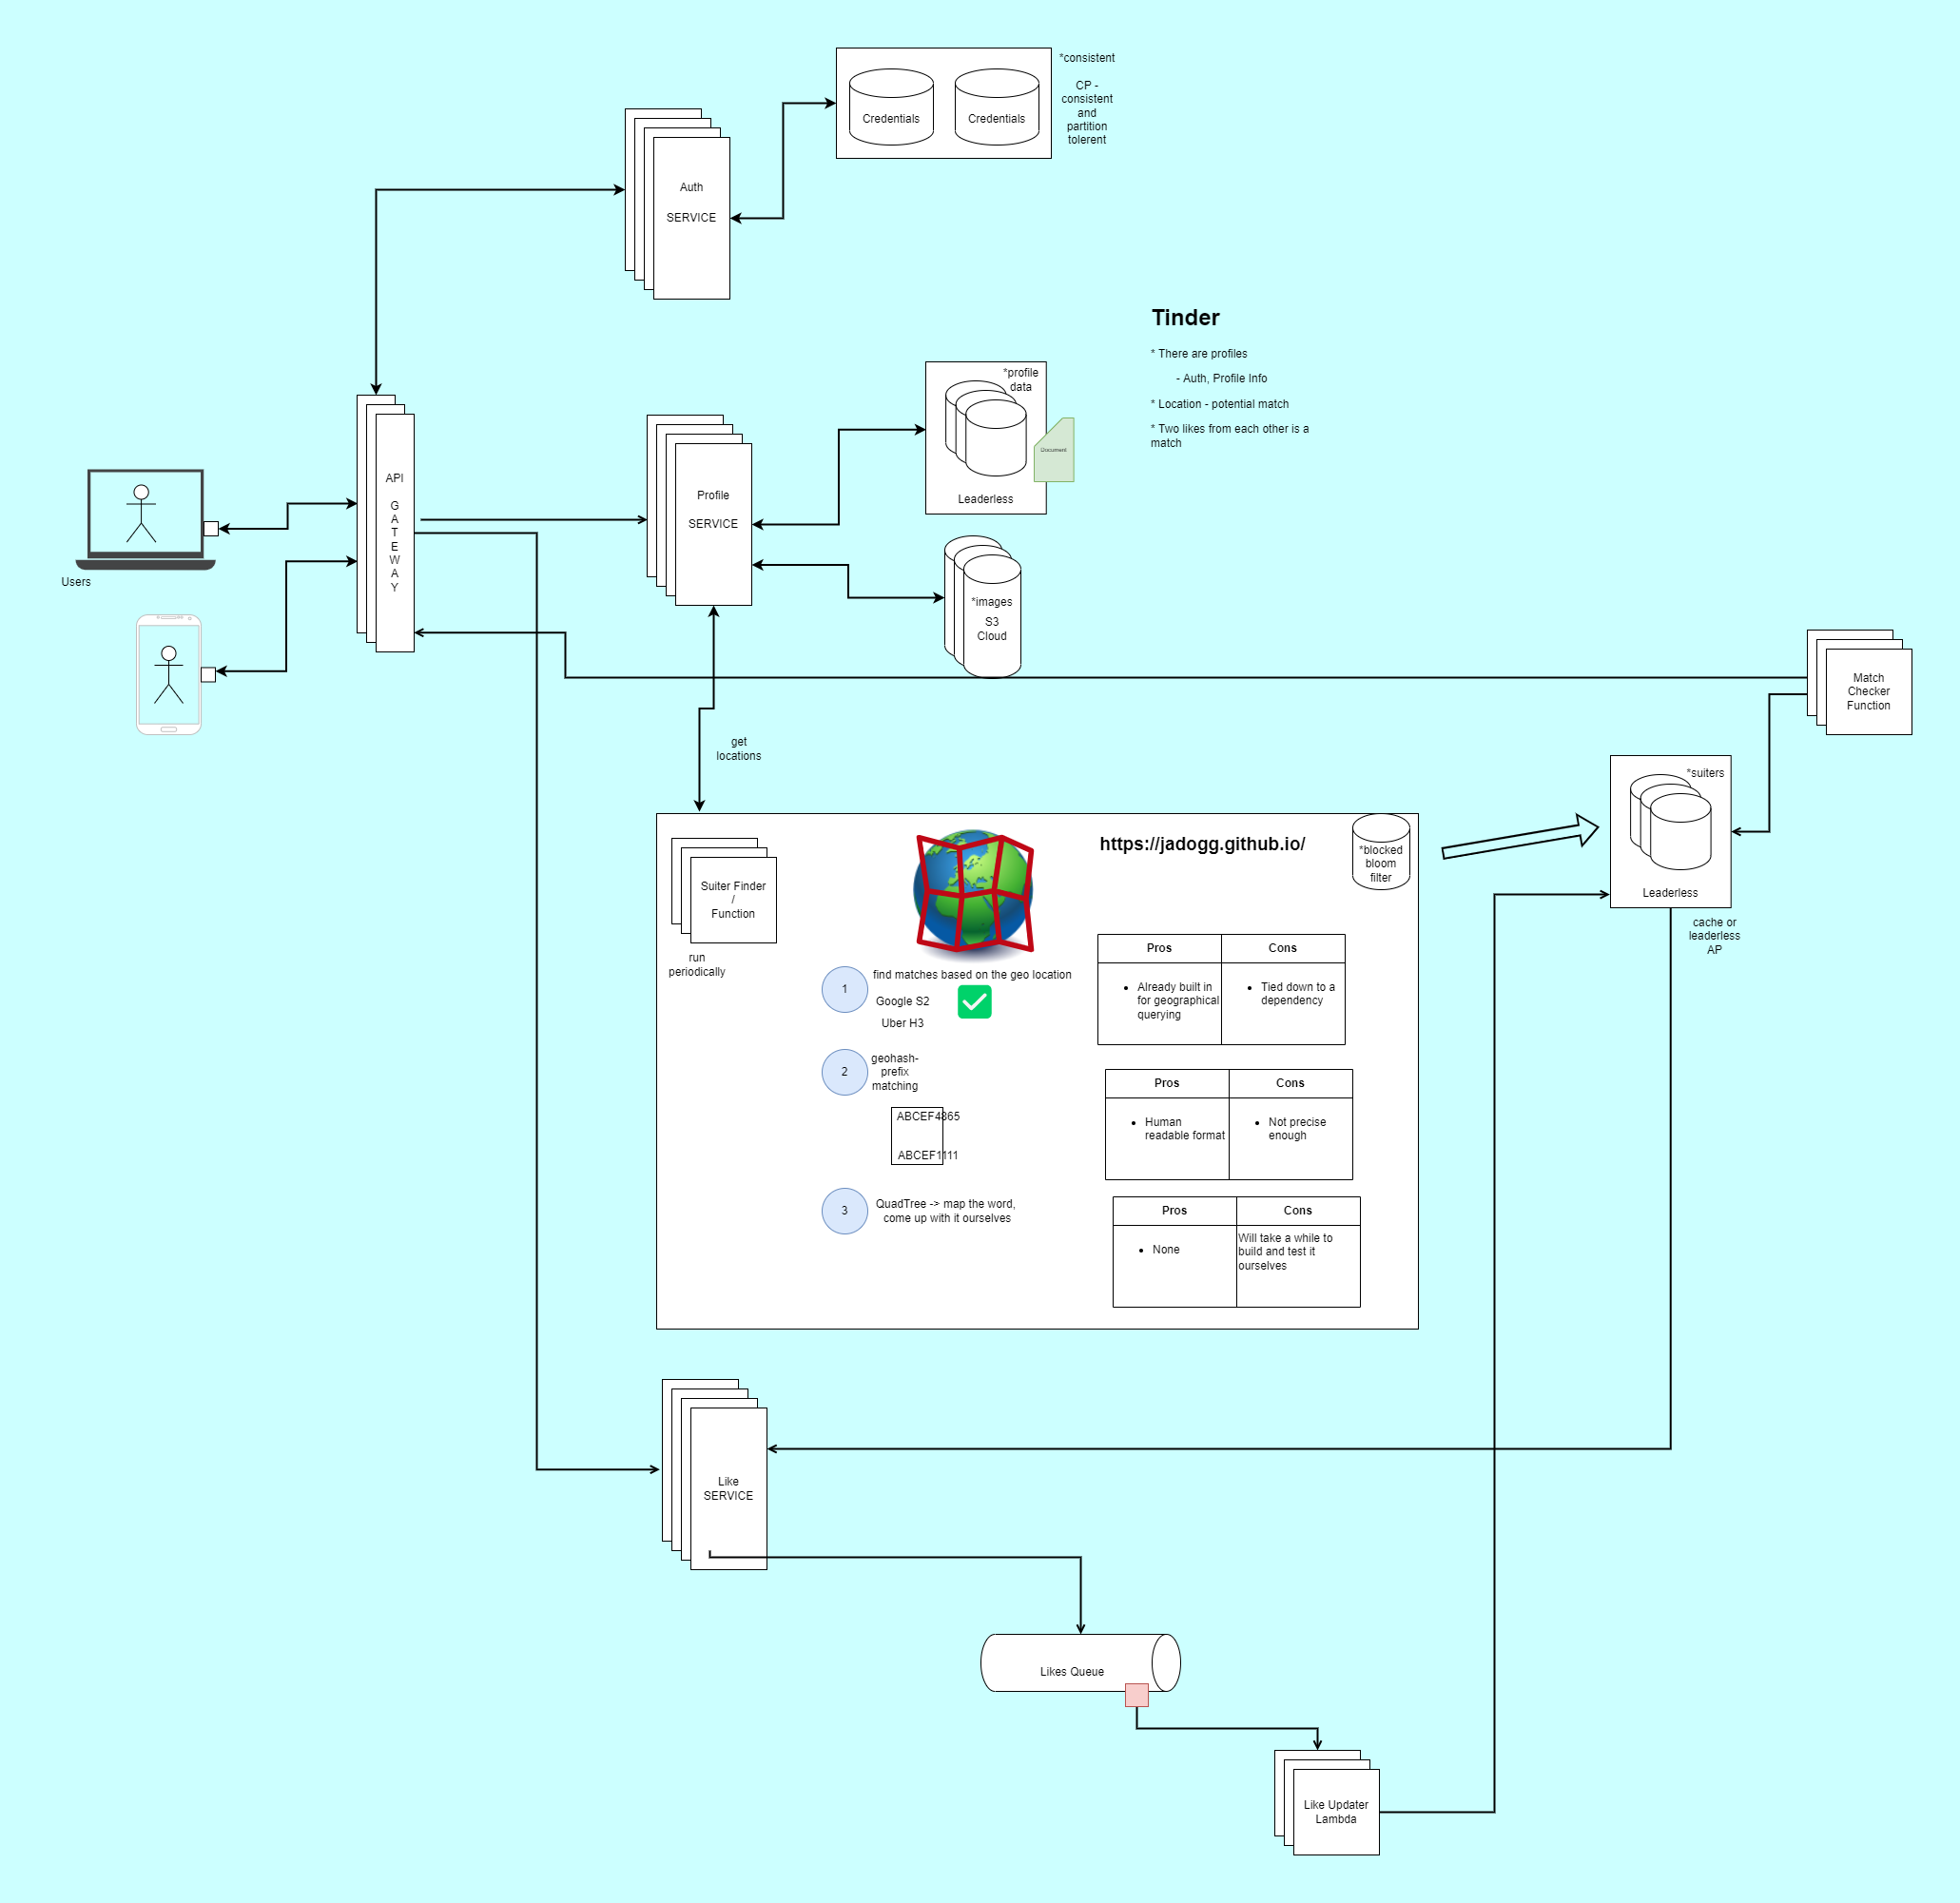 *consistent
CP -
consistent
and
partition
tolerent
Credentials
Credentials
Auth
SERVICE
Tinder
* There are profiles
- Auth, Profile Info
* Location - potential match
* Two likes from each other is a
match
*profile
data
Document
Leaderless
API
G
A
T
E
W
A
Y
Profile
SERVICE
Users
*images
S3
Cloud
Match
Checker
Function
get
locations
*suiters
Leaderless
cache or
leaderless
AP
https://jadogg.github.io/
*blocked
bloom
filter
Suiter Finder
/
Function
run
periodically
1
find matches based on the geo location
Google S2
Uber H3
Pros
Cons
Already built in
for geographical
querying
Tied down to a
dependency
2
geohash-
prefix
matching
ABCEF4865
ABCEF1111
Pros
Cons
Human
readable format
Not precise
enough
3
QuadTree -> map the word,
come up with it ourselves
Pros
Cons
None
Will take a while to
build and test it
ourselves
Like
SERVICE
Likes Queue
Like Updater
Lambda